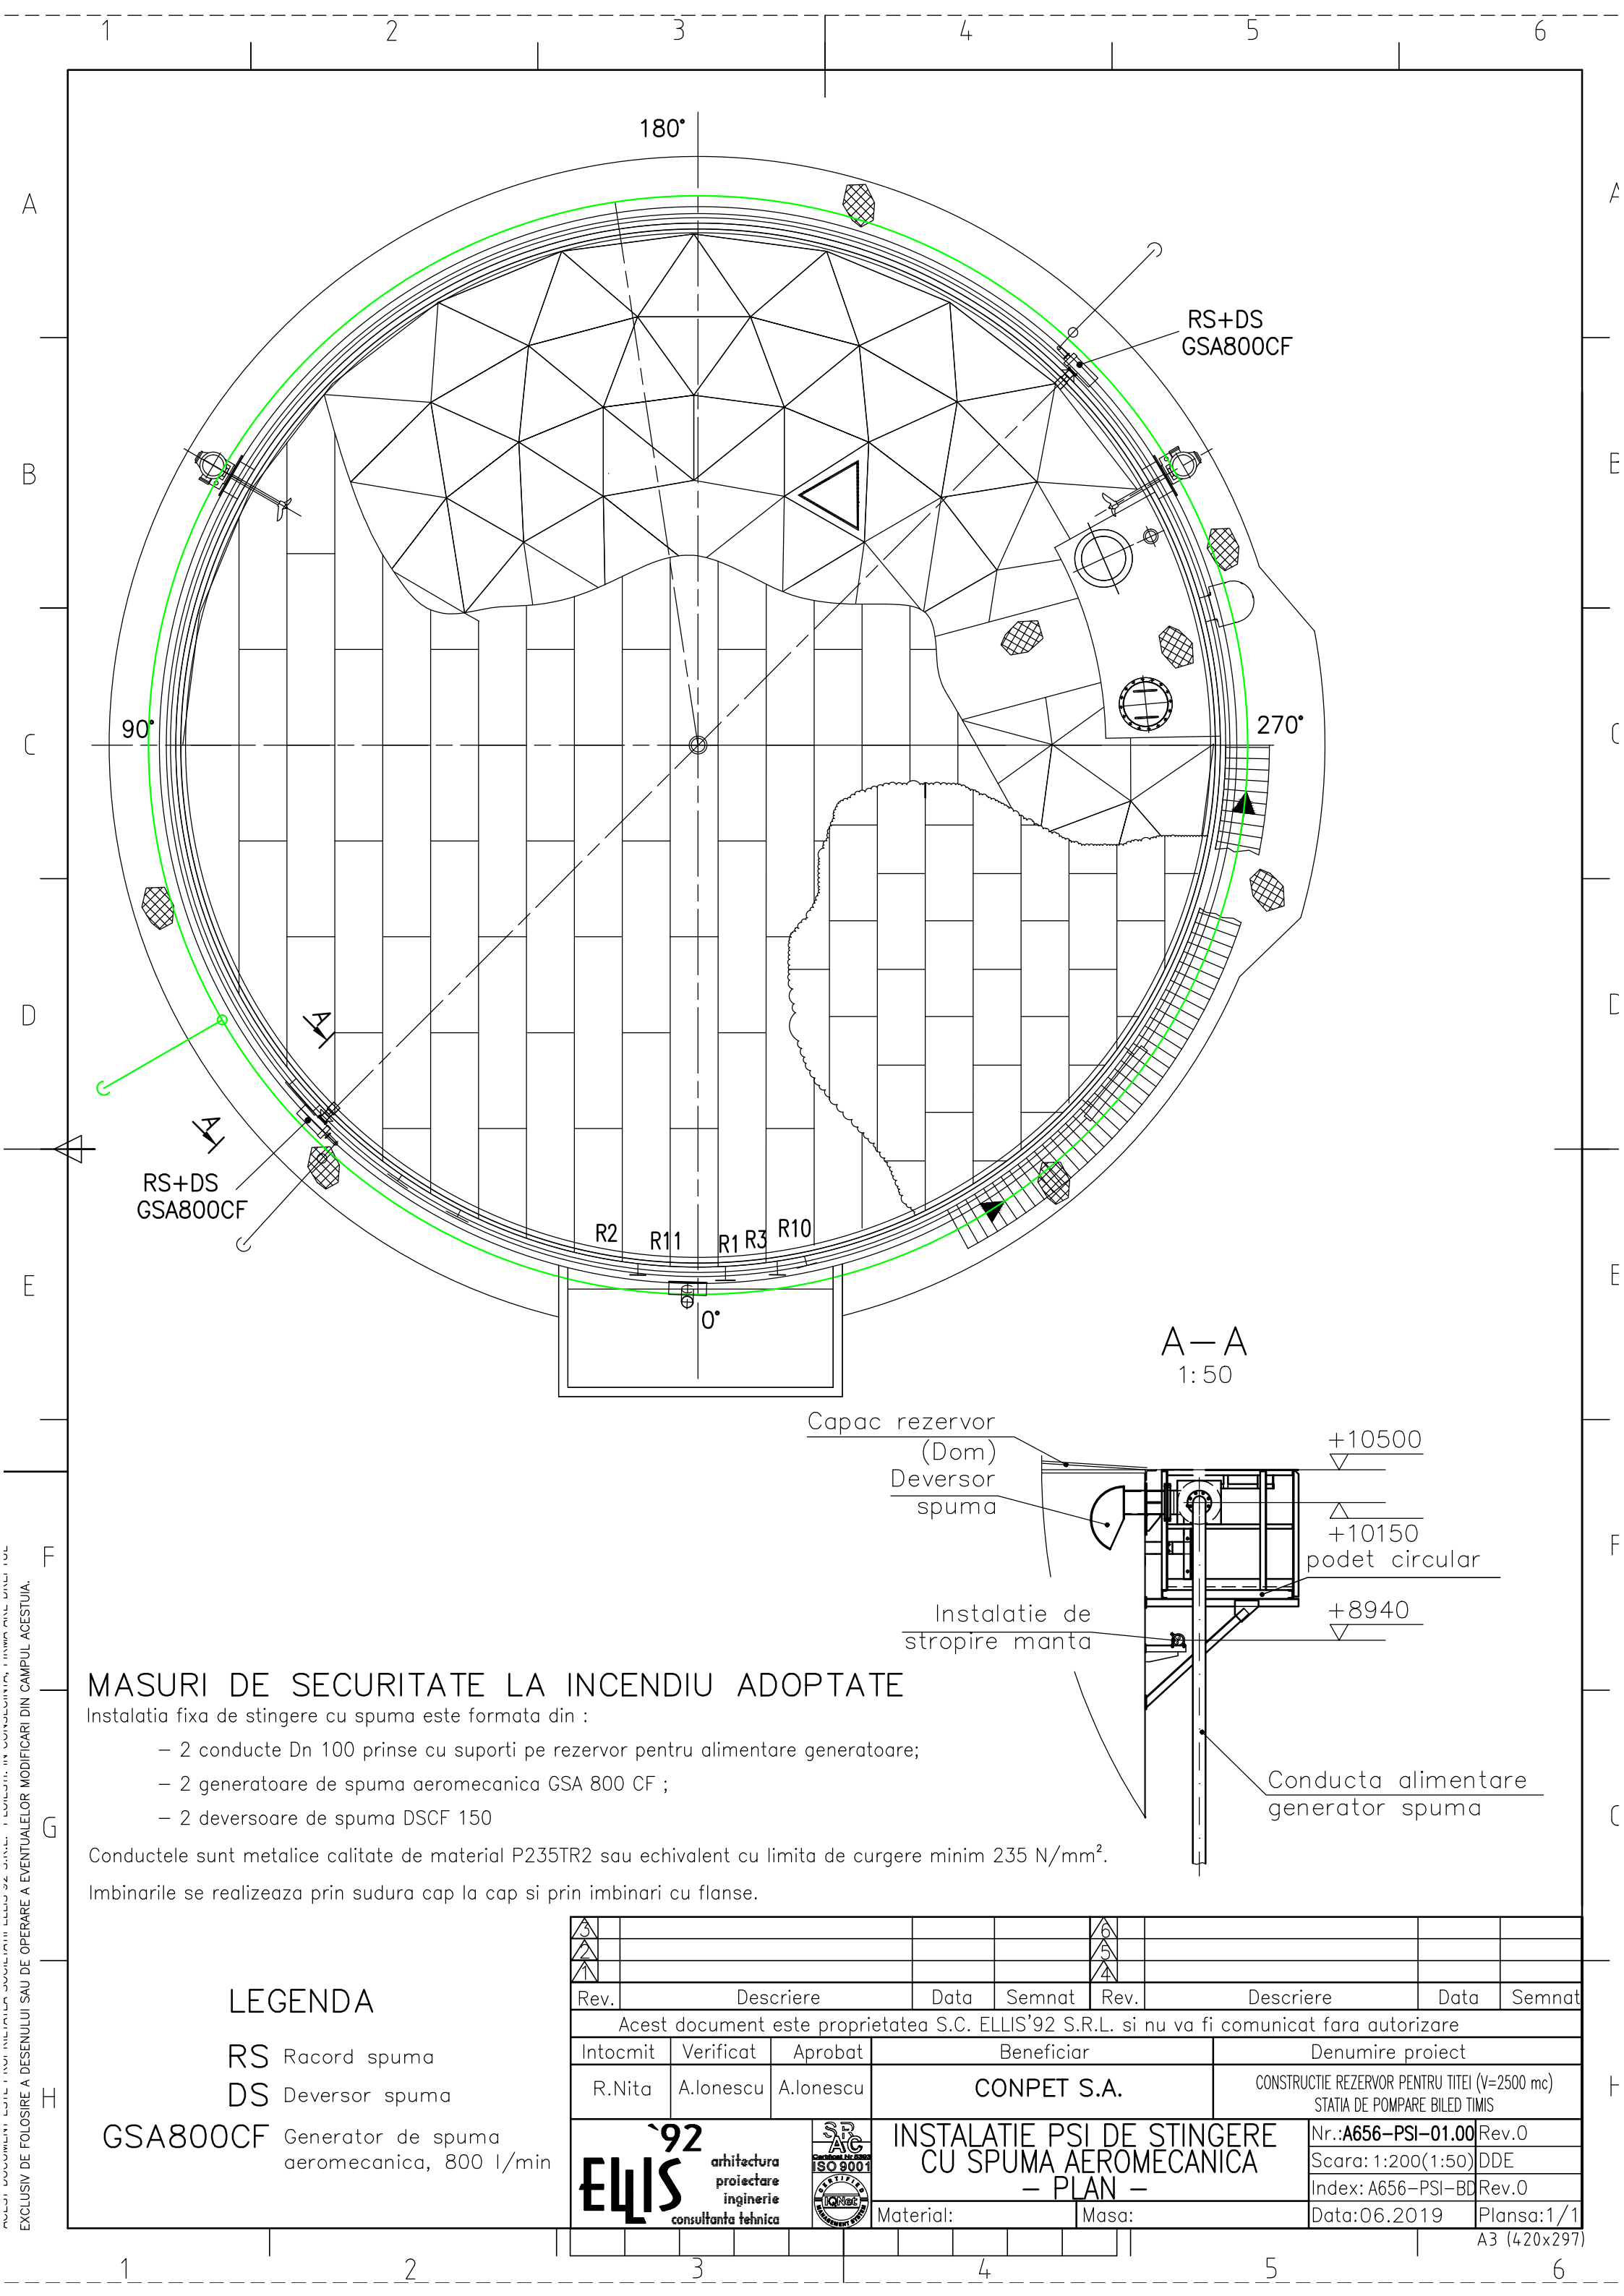 1 2 3 4 5 6
180°
A A
RS+DS
GSA800CF
B B
90°
270°
C C
D D
A
A
RS+DS
GSA800CF
R2 R11 R1 R3 R10
E E
0°
A-A
1:50
Capac rezervor
(Dom)
Deversor
spuma
+10500
+10150
podet circular
F F
Instalatie de
stropire manta
+8940
MASURI DE SECURITATE LA INCENDIU ADOPTATE
Instalatia fixa de stingere cu spuma este formata din :
- 2 conducte Dn 100 prinse cu suporti pe rezervor pentru alimentare generatoare;
- 2 generatoare de spuma aeromecanica GSA 800 CF ;
- 2 deversoare de spuma DSCF 150
Conducta alimentare
generator spuma
G G
Conductele sunt metalice calitate de material P235TR2 sau echivalent cu limita de curgere minim 235 N/mm².
Imbinarile se realizeaza prin sudura cap la cap si prin imbinari cu flanse.
EXCLUSIV DE FOLOSIRE A DESENULUI SAU DE OPERARE A EVENTUALELOR MODIFICARI DIN CAMPUL ACESTUIA.
LEGENDA
RS Racord spuma
DS Deversor spuma
GSA800CF Generator de spuma
aeromecanica, 800 l/min
H H
3 6
2 5
1 4
Rev. Descriere Data Semnat Rev. Descriere Data Semnat
Acest document este proprietatea S.C. ELLIS'92 S.R.L. si nu va fi comunicat fara autorizare
Intocmit Verificat Aprobat Beneficiar Denumire proiect
R.Nita A.Ionescu A.Ionescu CONPET S.A. CONSTRUCTIE REZERVOR PENTRU TITEI (V=2500 mc)
STATIA DE POMPARE BILED TIMIS
`92
ELLIS
arhitectura
proiectare
inginerie
consultanta tehnica
SRAC
ISO 9001
CERTIFIED
IQNet
MANAGEMENT SYSTEM
INSTALATIE PSI DE STINGERE
CU SPUMA AEROMECANICA
- PLAN -
Material: Masa:
Nr.:A656-PSI-01.00 Rev.0
Scara: 1:200(1:50) DDE
Index: A656-PSI-BD Rev.0
Data:06.2019 Plansa:1/1
A3 (420x297)
1 2 3 4 5 6